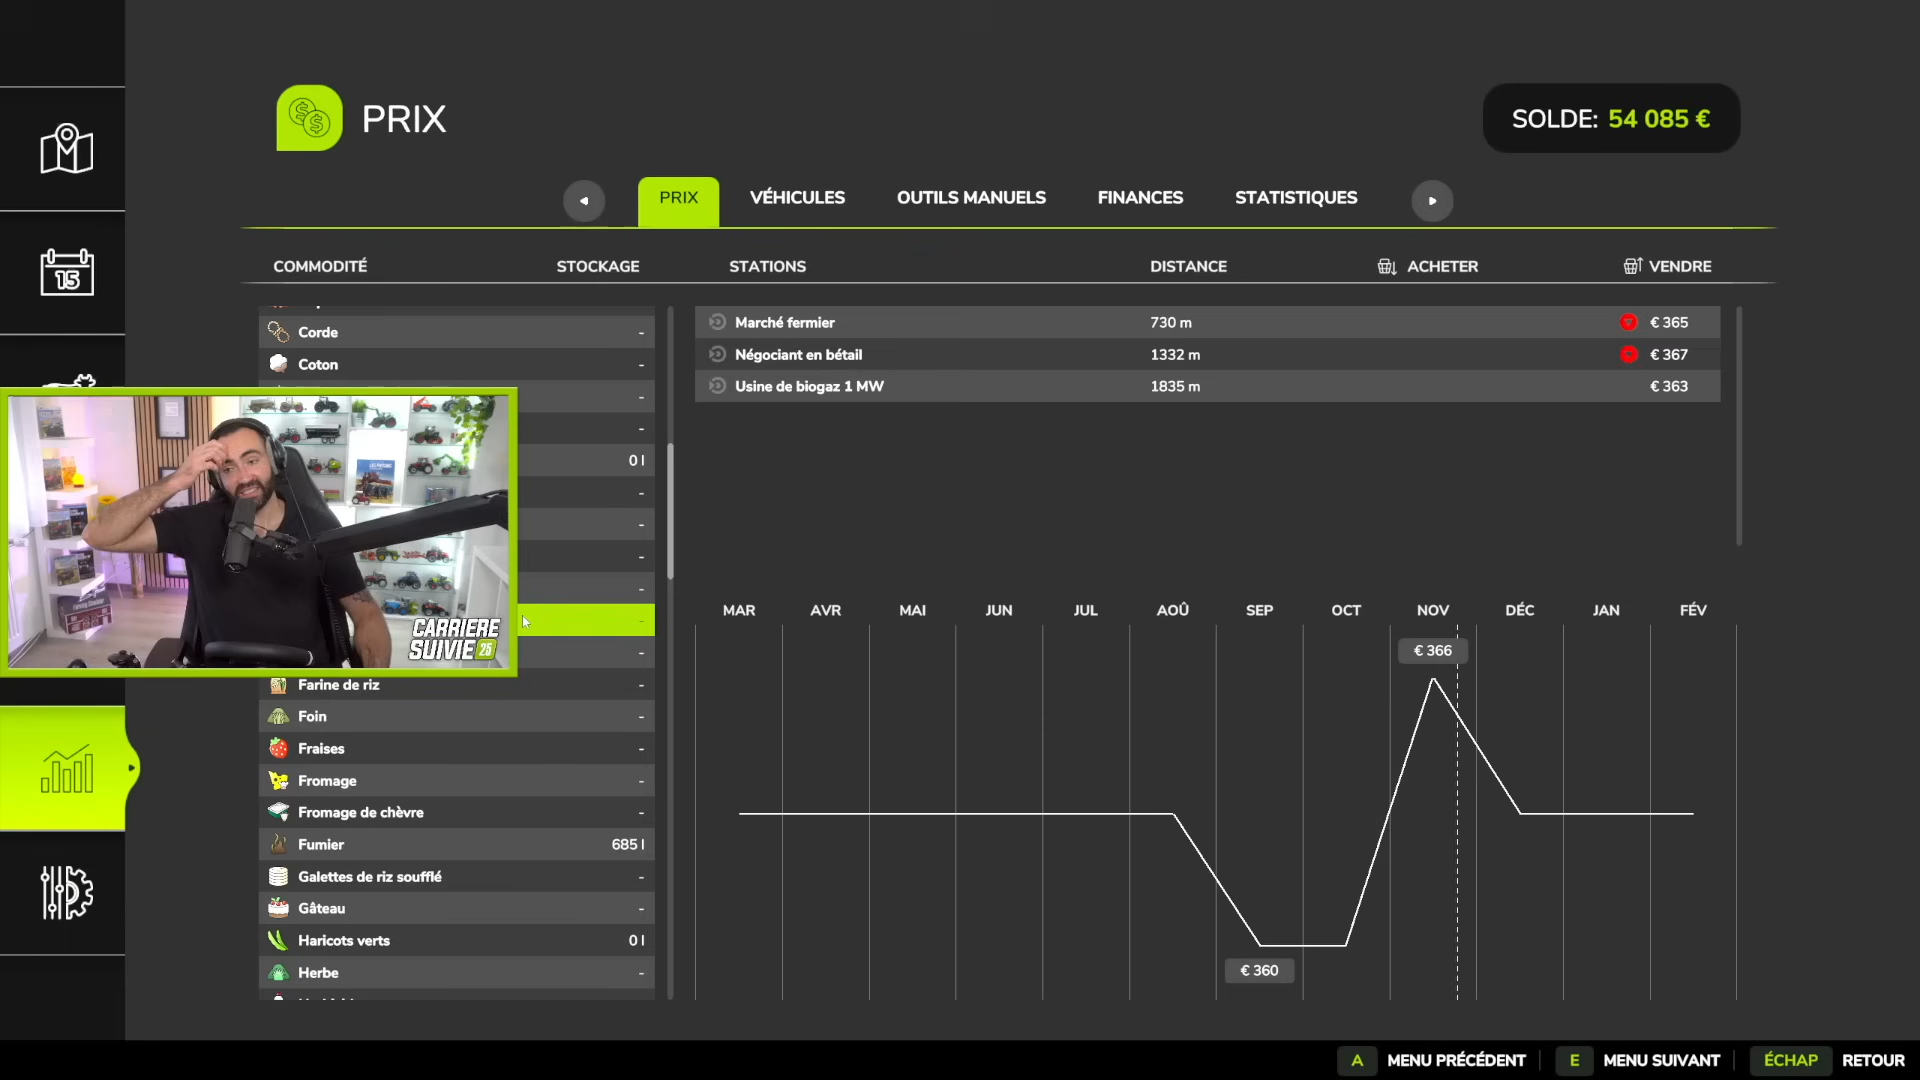 PRIX
SOLDE: 54 085 €
PRIX VÉHICULES OUTILS MANUELS FINANCES STATISTIQUES
COMMODITÉ STOCKAGE STATIONS DISTANCE ACHETER VENDRE
Corde -
Coton -
-
-
0 l
-
-
-
-
-
-
Farine de riz -
Foin -
Fraises -
Fromage -
Fromage de chèvre -
Fumier 685 l
Galettes de riz soufflé -
Gâteau -
Haricots verts 0 l
Herbe -
Marché fermier 730 m € 365
Négociant en bétail 1332 m € 367
Usine de biogaz 1 MW 1835 m € 363
MAR AVR MAI JUN JUL AOÛ SEP OCT NOV DÉC JAN FÉV
€ 366
€ 360
15
CARRIERE
SUIVIE 25
A MENU PRÉCÉDENT E MENU SUIVANT ÉCHAP RETOUR